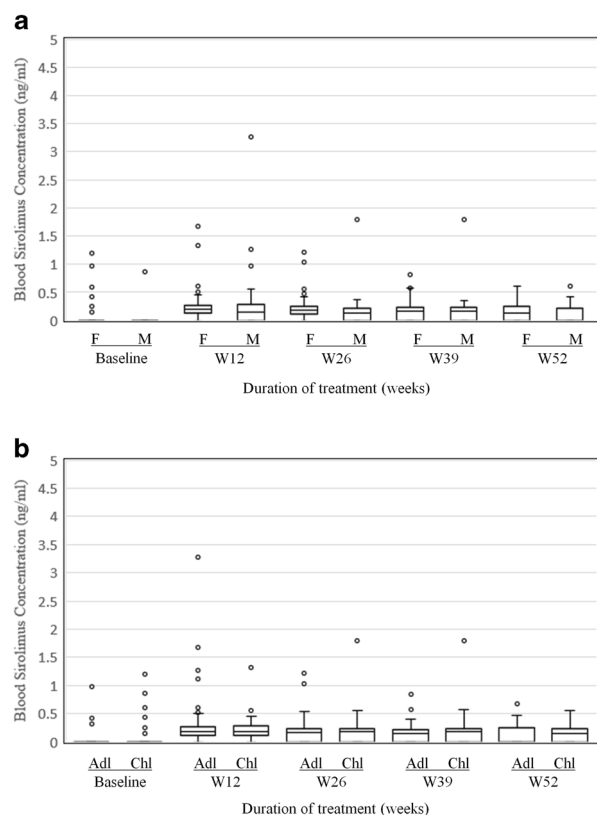 a
Blood Sirolimus Concentration (ng/ml)
5
4.5
4
3.5
3
2.5
2
1.5
1
0.5
0
F M F M F M F M F M
Baseline W12 W26 W39 W52
Duration of treatment (weeks)
b
Blood Sirolimus Concentration (ng/ml)
5
4.5
4
3.5
3
2.5
2
1.5
1
0.5
0
Adl Chl Adl Chl Adl Chl Adl Chl Adl Chl
Baseline W12 W26 W39 W52
Duration of treatment (weeks)